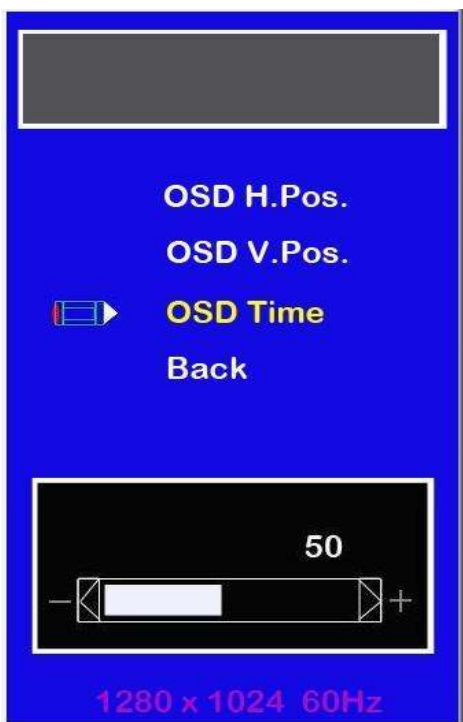 OSD H.Pos.
OSD V.Pos.
OSD Time
Back
50
- +
1280 x 1024 60Hz